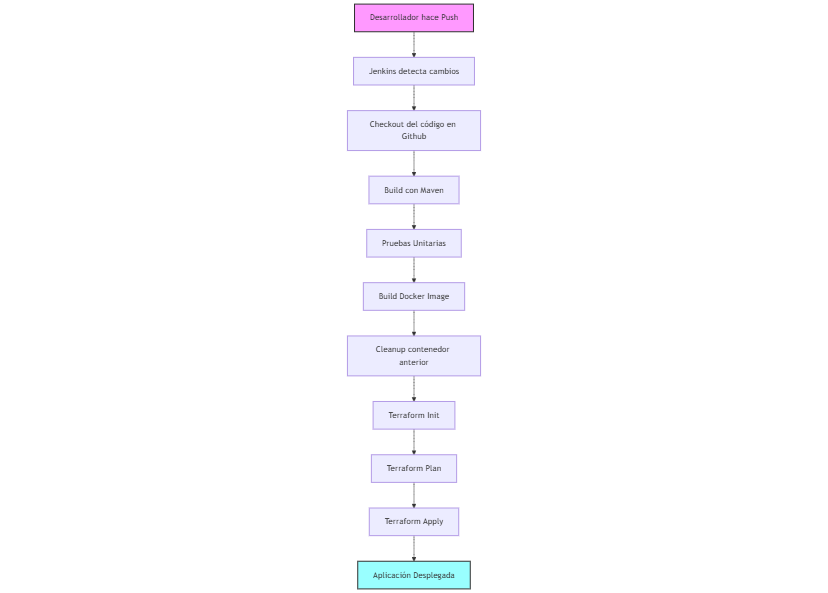 Desarrollador hace Push
Jenkins detecta cambios
Checkout del código en
Github
Build con Maven
Pruebas Unitarias
Build Docker Image
Cleanup contenedor
anterior
Terraform Init
Terraform Plan
Terraform Apply
Aplicación Desplegada